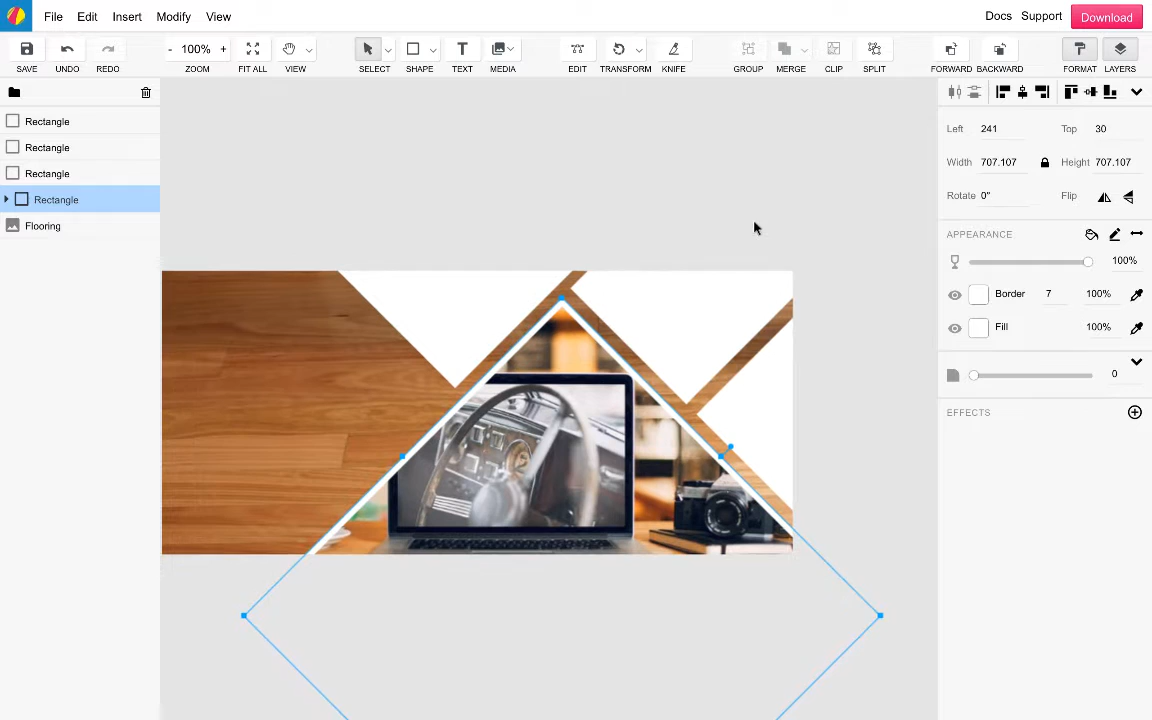 File Edit Insert Modify View Docs Support Download
- 100% +
SAVE UNDO REDO ZOOM FIT ALL VIEW SELECT SHAPE TEXT MEDIA EDIT TRANSFORM KNIFE GROUP MERGE CLIP SPLIT FORWARD BACKWARD FORMAT LAYERS
Rectangle
Rectangle
Rectangle
Rectangle
Flooring
Left 241 Top 30
Width 707.107 Height 707.107
Rotate 0° Flip
APPEARANCE
100%
Border 7 100%
Fill 100%
0
EFFECTS